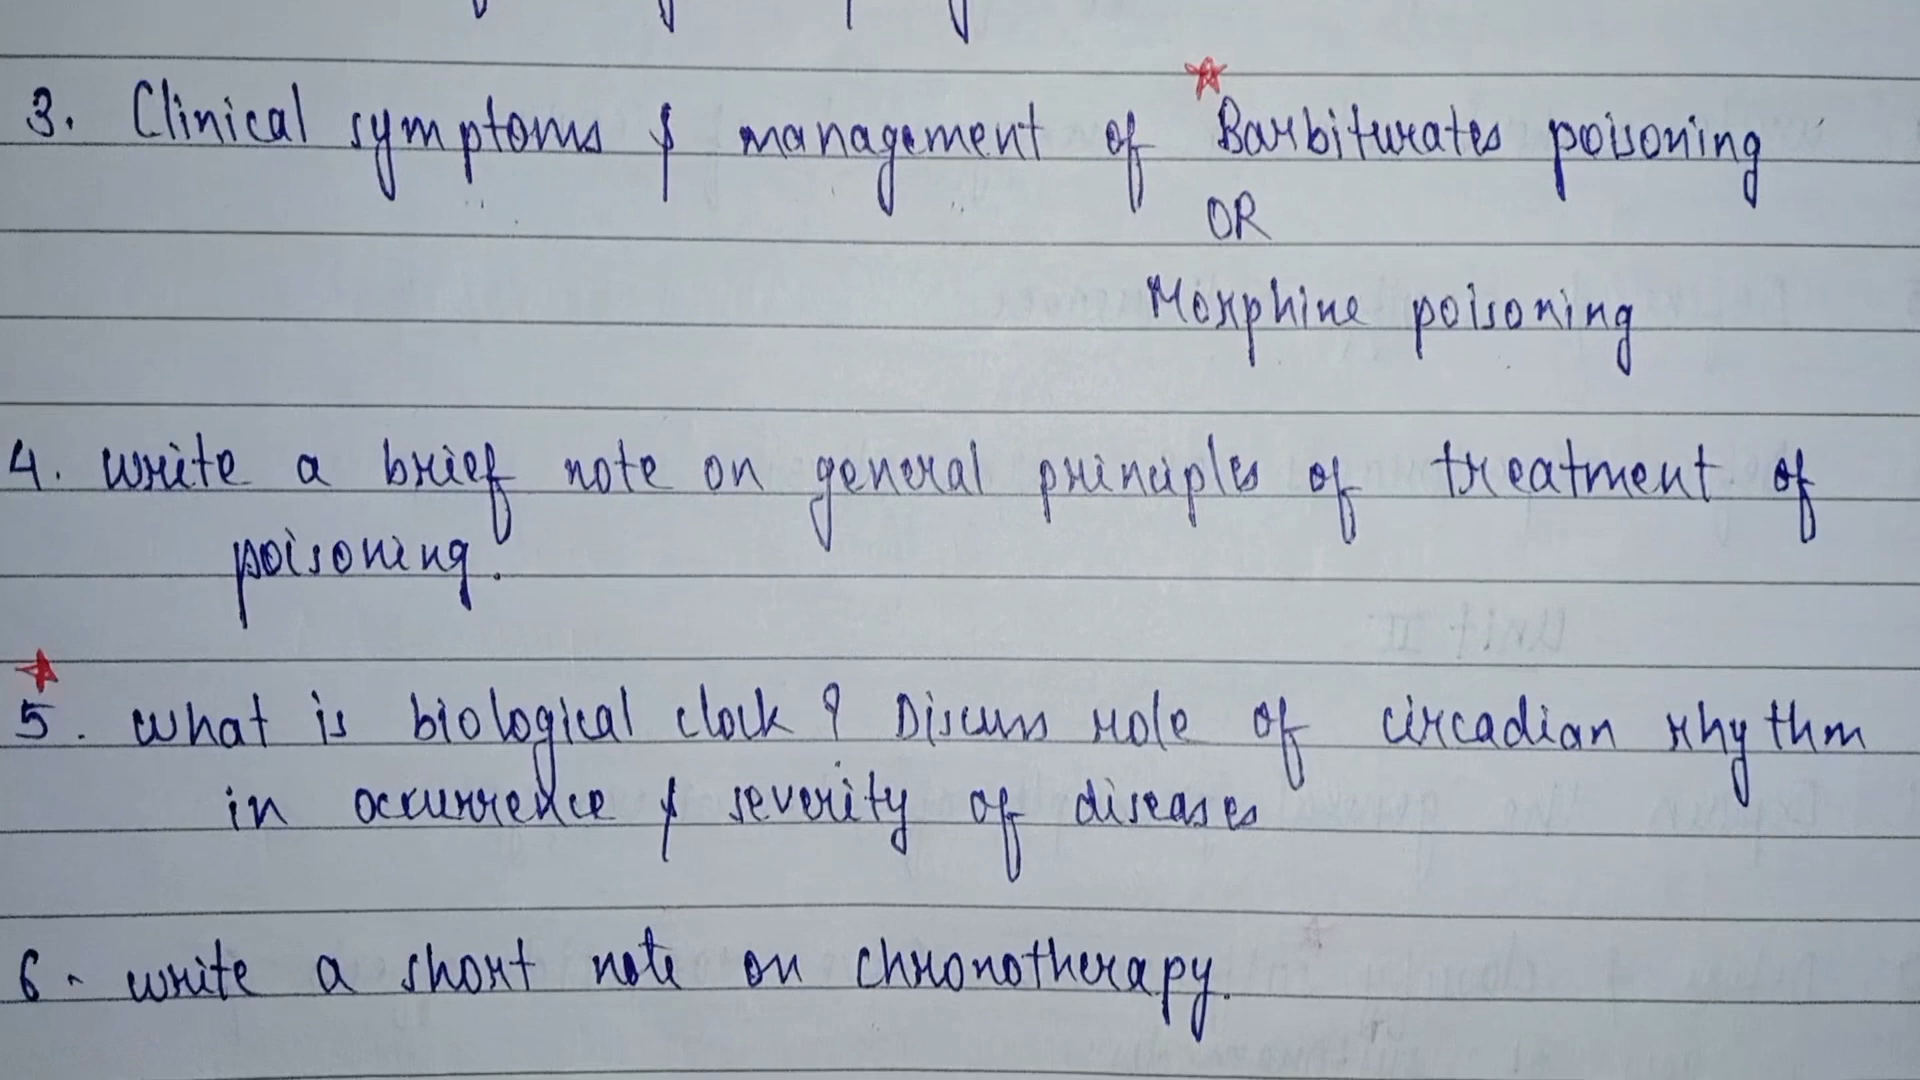 3. Clinical symptoms & management of Barbiturates poisoning
OR
Morphine poisoning
4. write a brief note on general principles of treatment of
poisoning.
5. what is biological clock ? Discuss role of circadian rhythm
in occurrence & severity of diseases
6. write a short note on chronotherapy.
Unit II